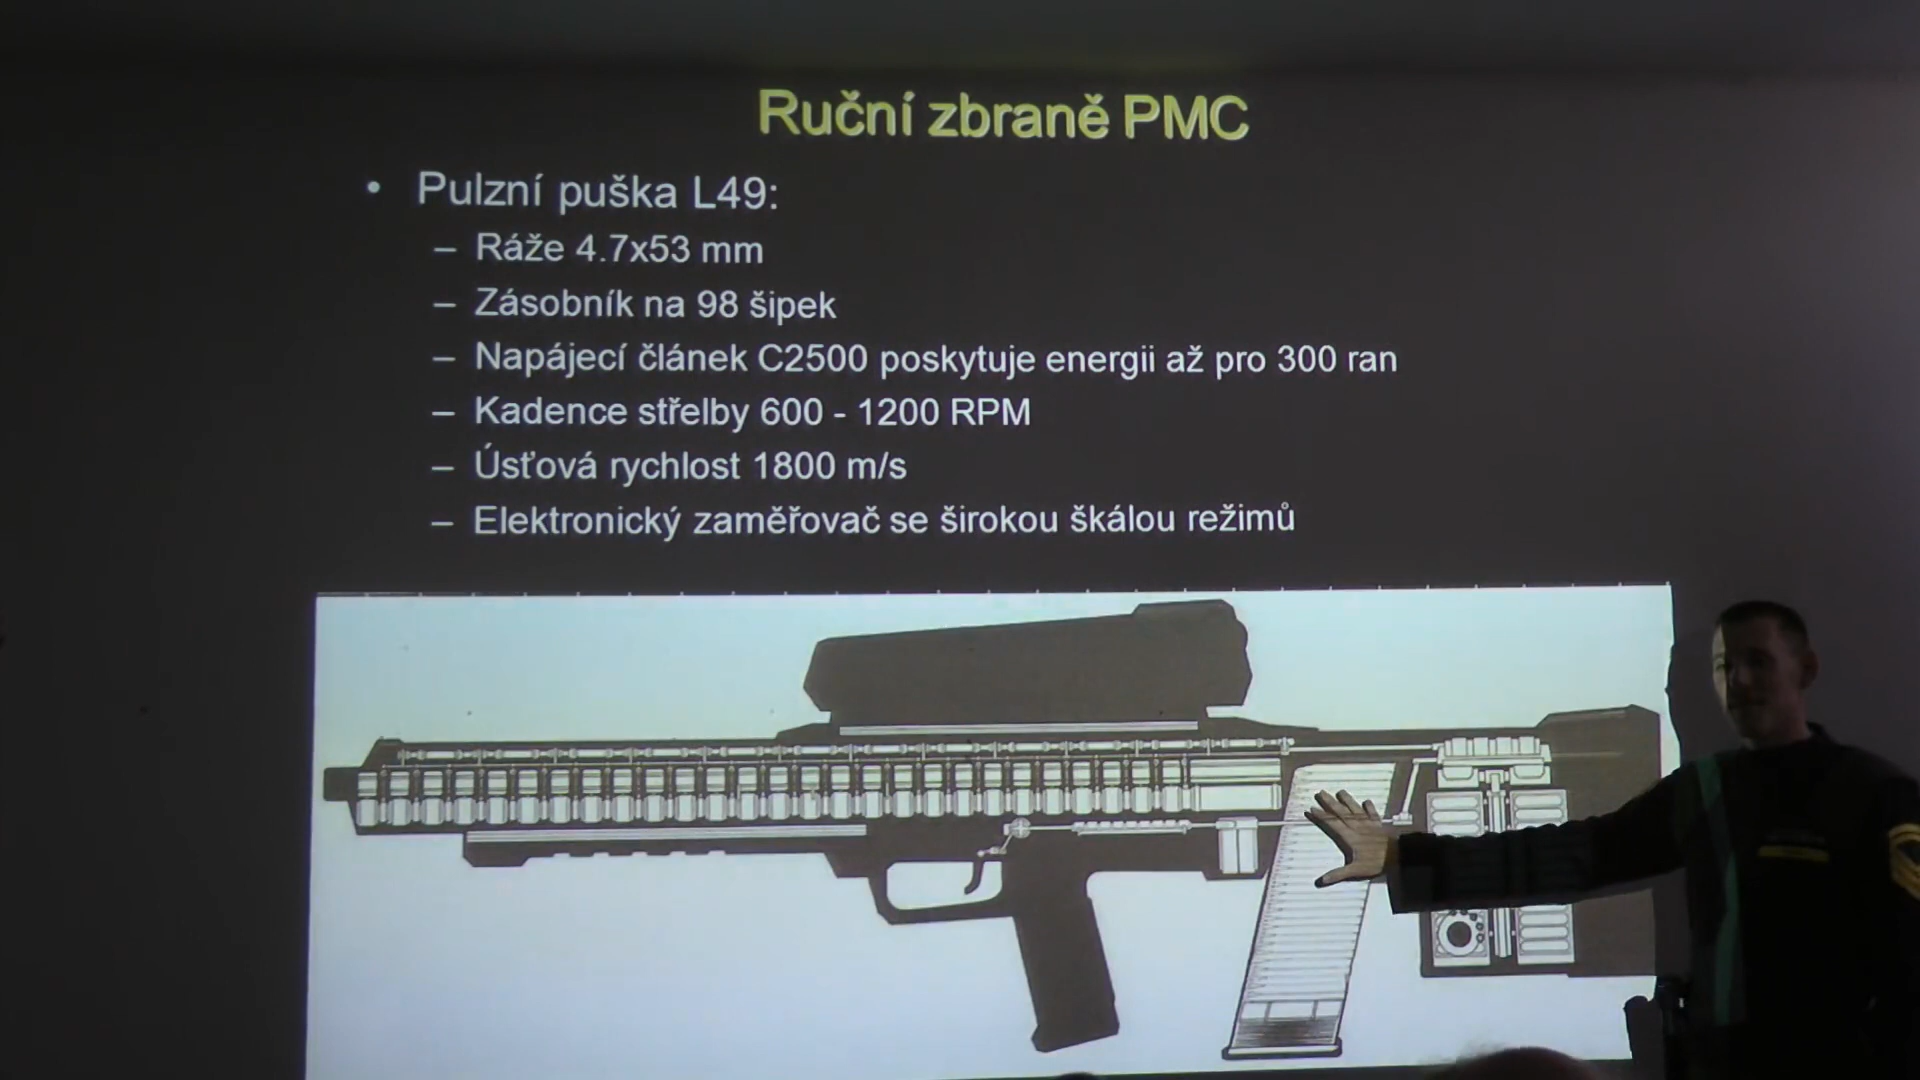 Ruční zbraně PMC
• Pulzní puška L49:
– Ráže 4.7x53 mm
– Zásobník na 98 šipek
– Napájecí článek C2500 poskytuje energii až pro 300 ran
– Kadence střelby 600 - 1200 RPM
– Úsťová rychlost 1800 m/s
– Elektronický zaměřovač se širokou škálou režimů